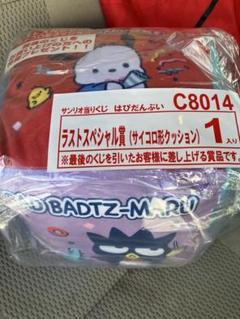 サンリオ当りくじ はぴだんぶい
C8014
ラストスペシャル賞(サイコロ形クッション)
1入り
※最後のくじを引いたお客様に差し上げる賞品です。
BADTZ-MARU